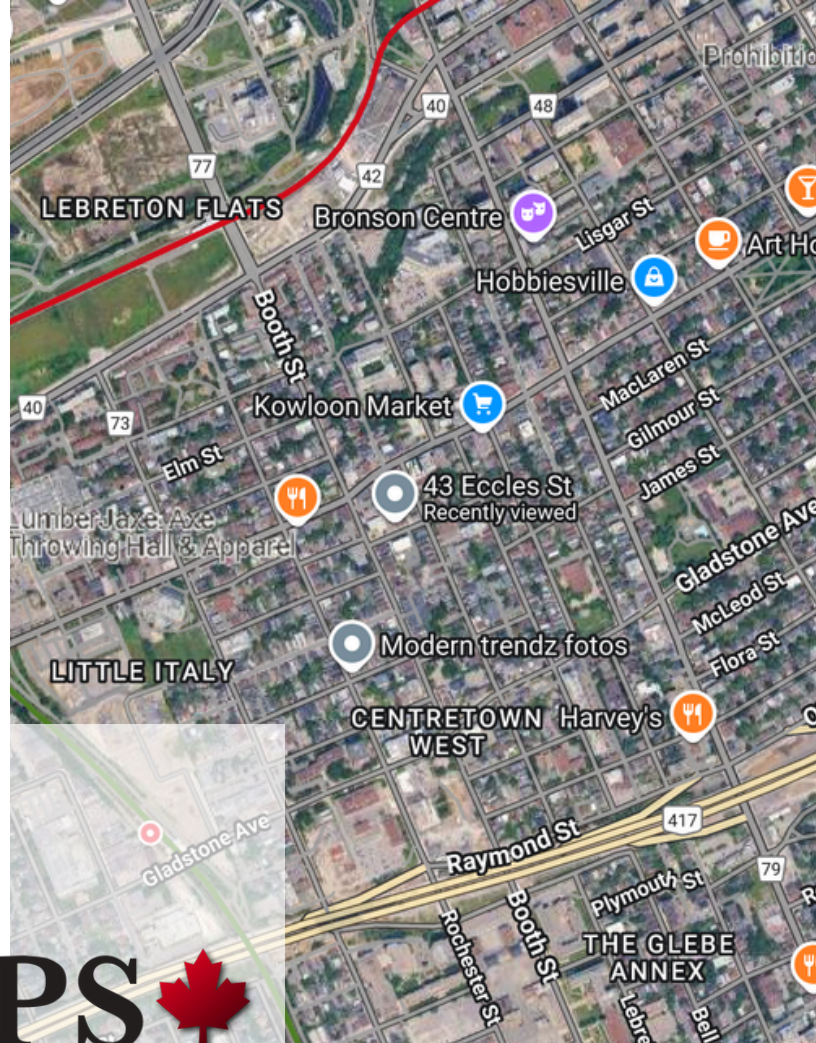 Prohibitio
40
48
77
42
LEBRETON FLATS
Bronson Centre
Lisgar St
Art Ho
Hobbiesville
Booth St
MacLaren St
40
73
Kowloon Market
Gilmour St
Elm St
James St
43 Eccles St
Recently viewed
LumberJaxe: Axe
Throwing Hall & Apparel
Gladstone Ave
McLeod St
Modern trendz fotos
Flora St
LITTLE ITALY
CENTRETOWN
WEST
Harvey's
417
Gladstone Ave
Raymond St
79
Plymouth St
Rochester St
Booth St
THE GLEBE
ANNEX
PS
Lebre
Bell